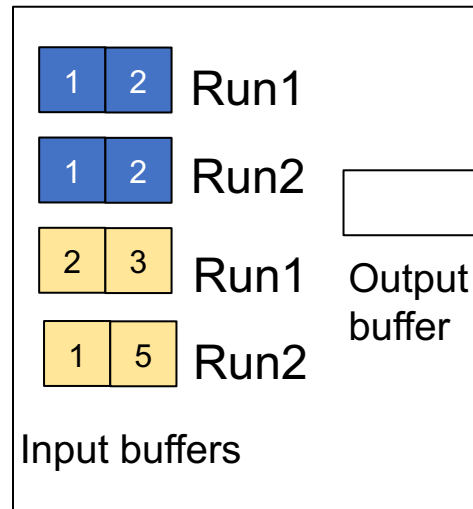 1 2 Run1
1 2 Run2
2 3 Run1
1 5 Run2
Output
buffer
Input buffers